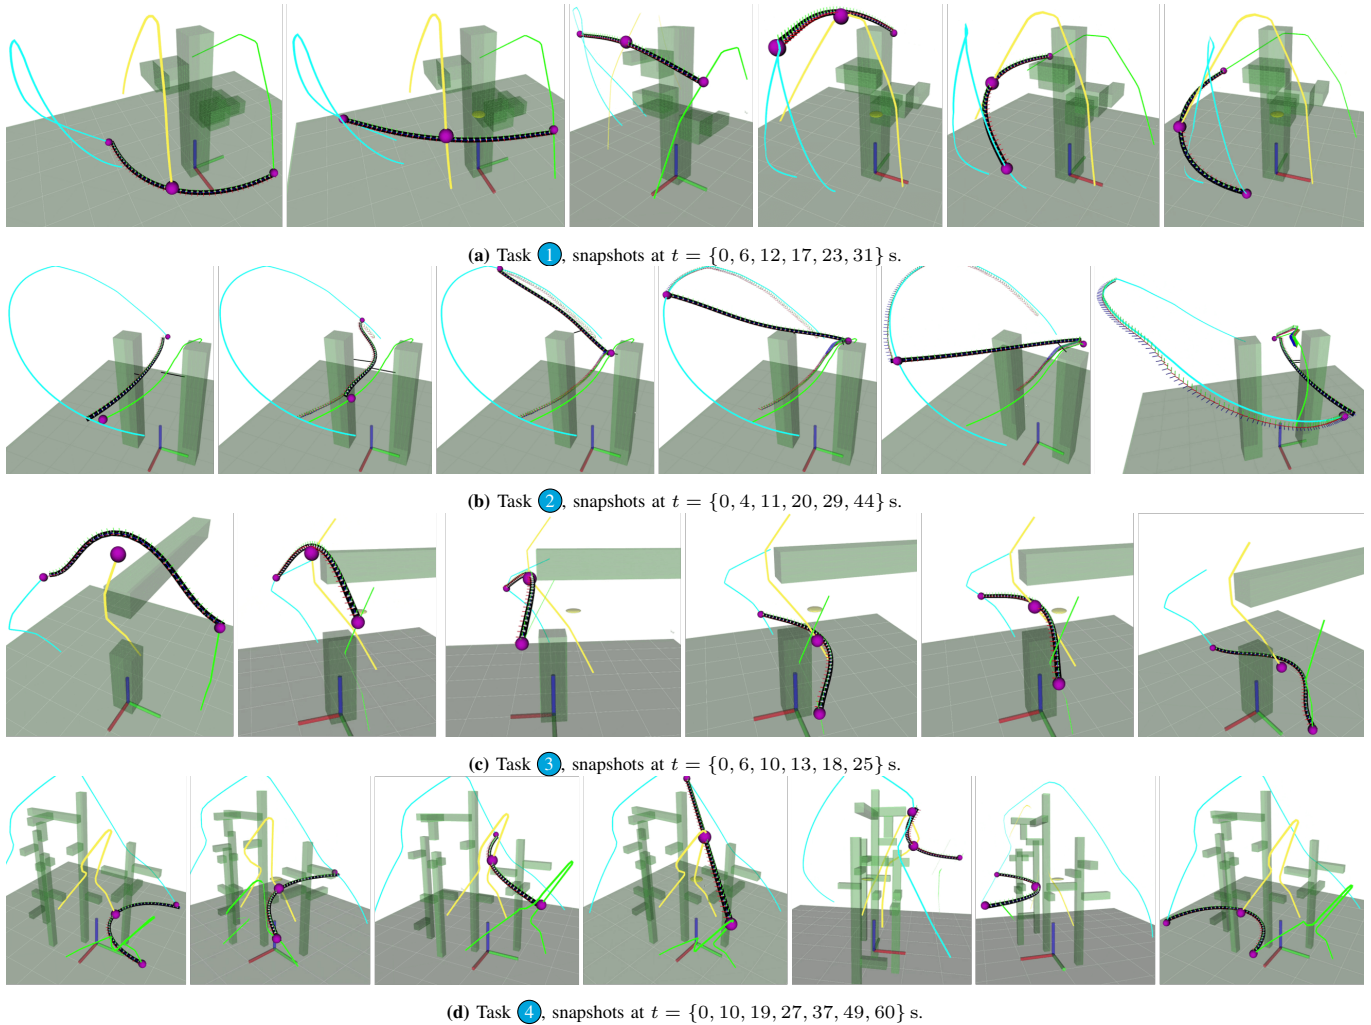 (a) Task 1, snapshots at t = {0, 6, 12, 17, 23, 31} s.
(b) Task 2, snapshots at t = {0, 4, 11, 20, 29, 44} s.
(c) Task 3, snapshots at t = {0, 6, 10, 13, 18, 25} s.
(d) Task 4, snapshots at t = {0, 10, 19, 27, 37, 49, 60} s.